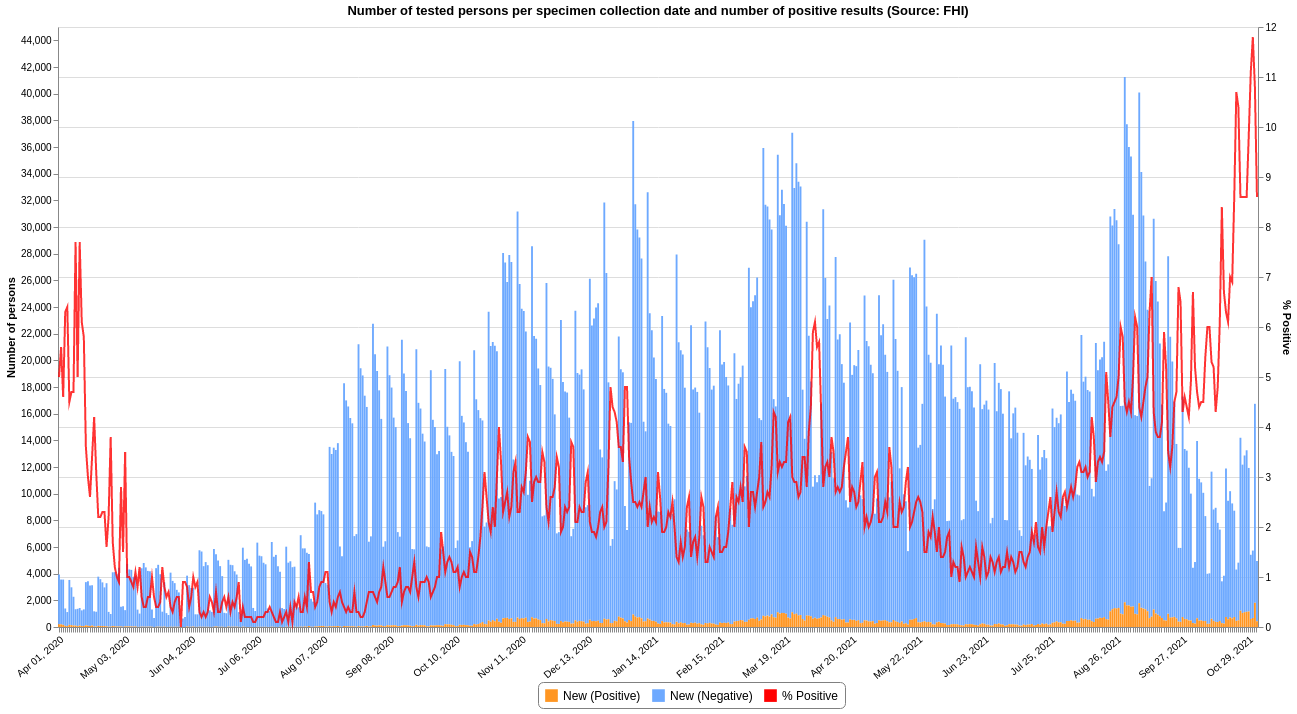 Number of tested persons per specimen collection date and number of positive results (Source: FHI)
Number of persons
44,000
42,000
40,000
38,000
36,000
34,000
32,000
30,000
28,000
26,000
24,000
22,000
20,000
18,000
16,000
14,000
12,000
10,000
8,000
6,000
4,000
2,000
0
12
11
10
9
8
7
6
5
4
3
2
1
0
% Positive
Apr 01, 2020
May 03, 2020
Jun 04, 2020
Jul 06, 2020
Aug 07, 2020
Sep 08, 2020
Oct 10, 2020
Nov 11, 2020
Dec 13, 2020
Jan 14, 2021
Feb 15, 2021
Mar 19, 2021
Apr 20, 2021
May 22, 2021
Jun 23, 2021
Jul 25, 2021
Aug 26, 2021
Sep 27, 2021
Oct 29, 2021
New (Positive) New (Negative) % Positive